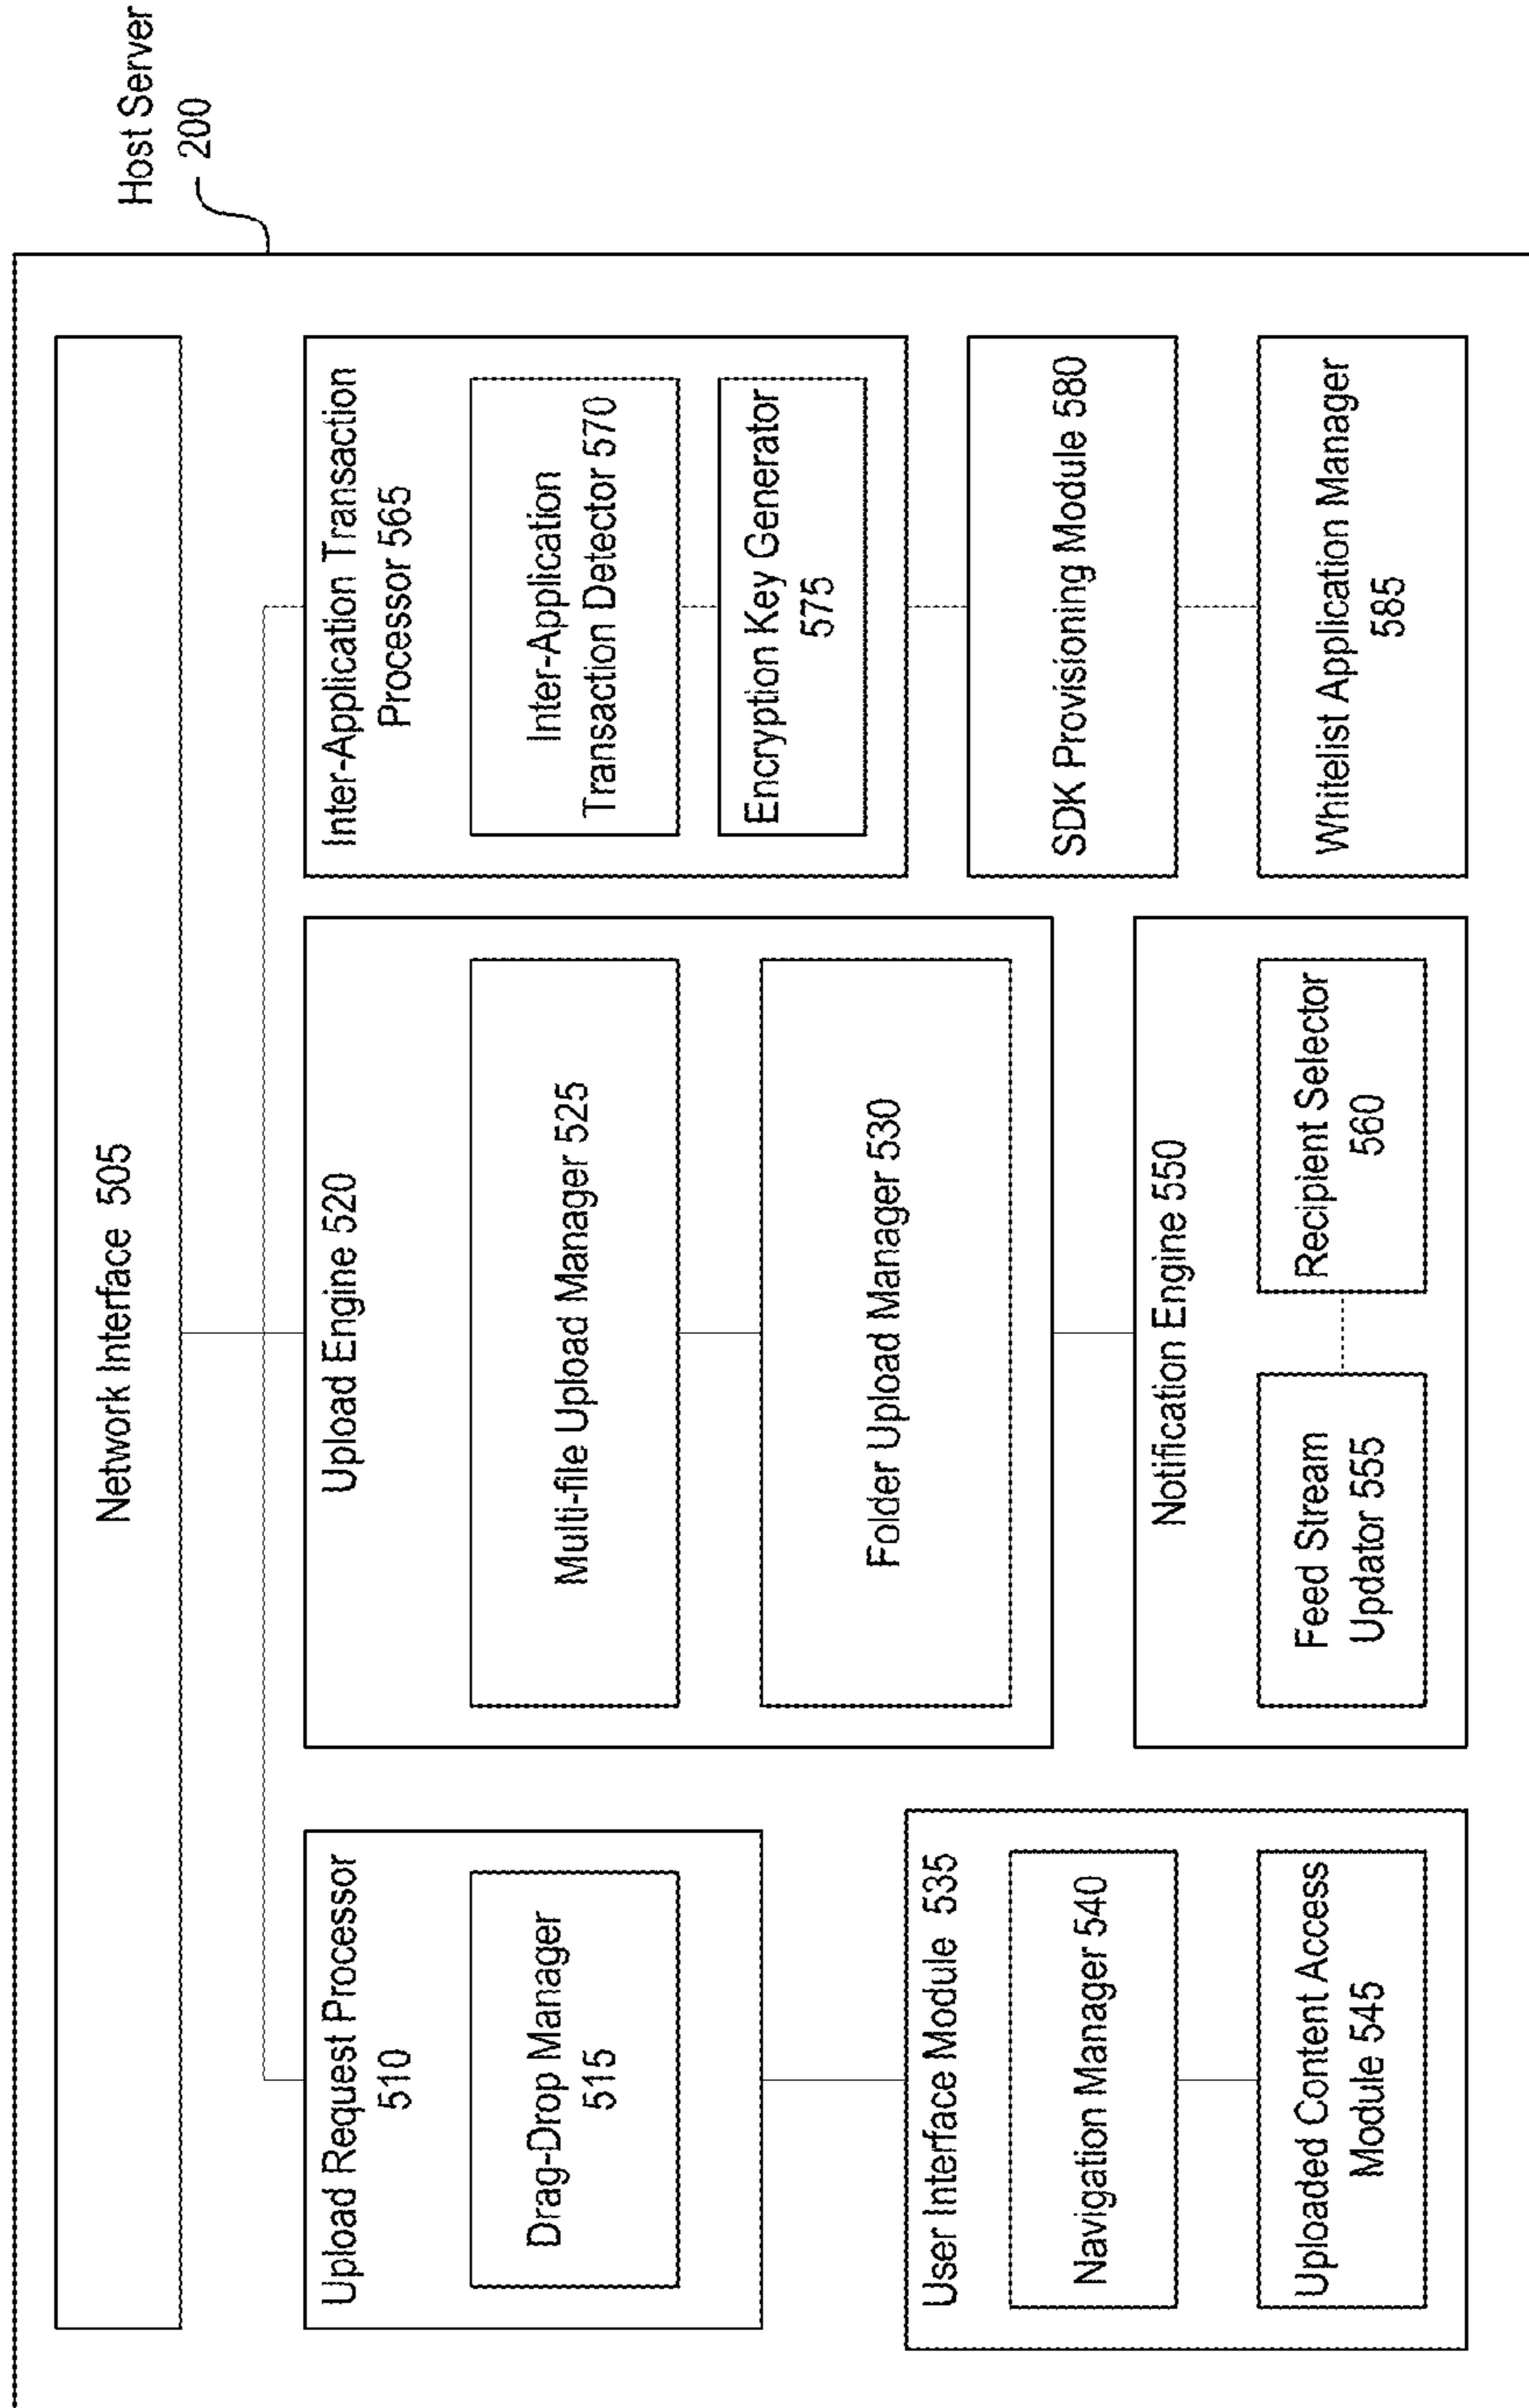 Host Server
200
Network Interface 505
Upload Request Processor
510
Drag-Drop Manager
515
User Interface Module 535
Navigation Manager 540
Uploaded Content Access
Module 545
Upload Engine 520
Multi-file Upload Manager 525
Folder Upload Manager 530
Notification Engine 550
Feed Stream
Updator 555
Recipient Selector
560
Inter-Application Transaction
Processor 565
Inter-Application
Transaction Detector 570
Encryption Key Generator
575
SDK Provisioning Module 580
Whitelist Application Manager
585